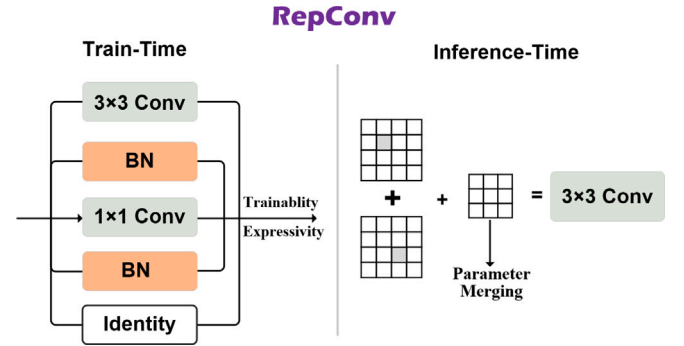 RepConv
Train-Time
Inference-Time
3×3 Conv
BN
1×1 Conv
BN
Identity
Trainablity
Expressivity
+
+
=
3×3 Conv
Parameter
Merging